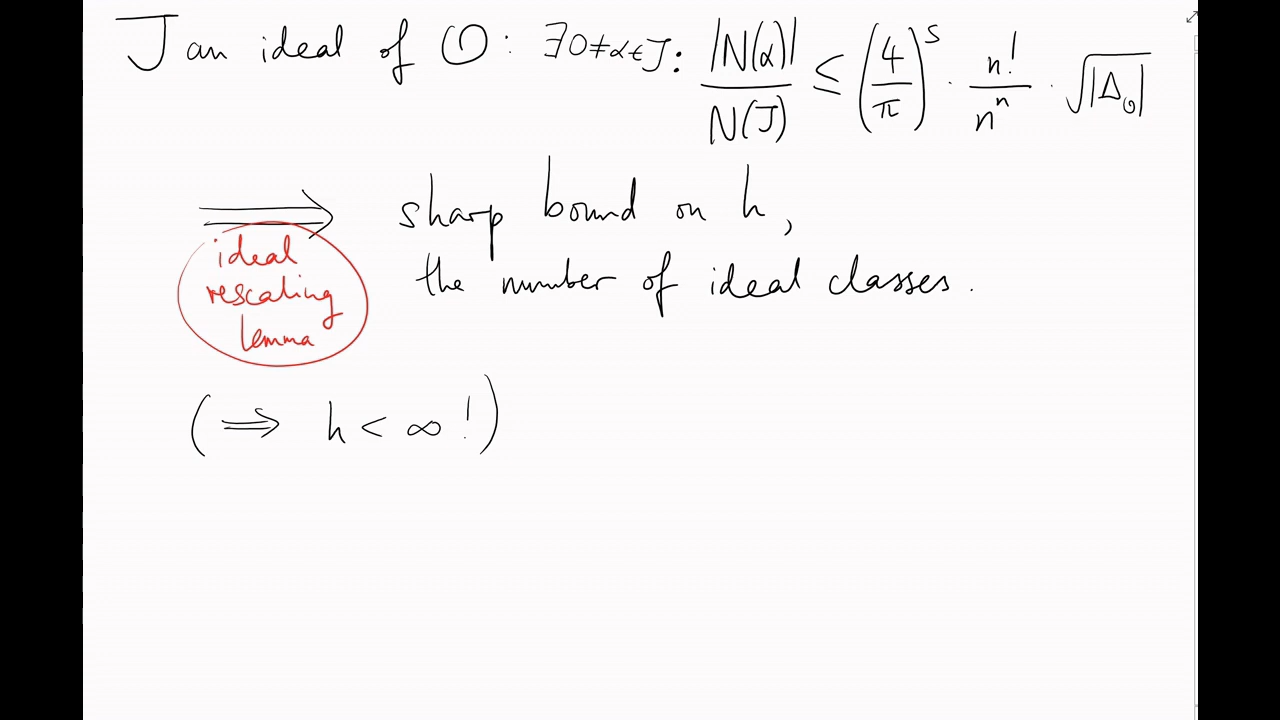 J an ideal of O: ∃0≠α∈J: |N(α)|/N(J) ≤ (4/π)^s · n!/n^n · √|Δ_O|
⟹ sharp bound on h,
the number of ideal classes.
ideal
rescaling
lemma
(⟹ h < ∞!)